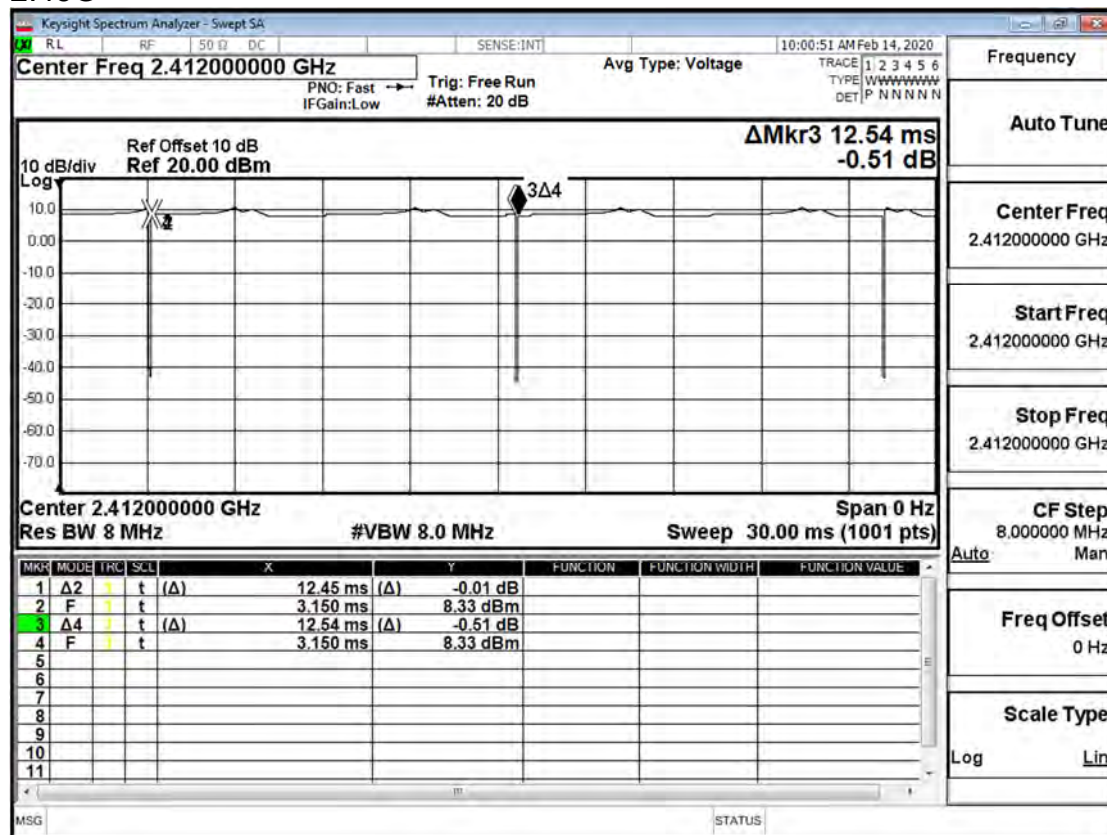 Keysight Spectrum Analyzer - Swept SA
RL RF 50 Ω DC SENSE:INT 10:00:51 AM Feb 14, 2020
Center Freq 2.412000000 GHz
PNO: Fast
IFGain:Low
Trig: Free Run
#Atten: 20 dB
Avg Type: Voltage
TRACE 1 2 3 4 5 6
TYPE WWWWWW
DET P NNNNN
Ref Offset 10 dB
10 dB/div Ref 20.00 dBm
Log
ΔMkr3 12.54 ms
-0.51 dB
3Δ4
10.0
0.00
-10.0
-20.0
-30.0
-40.0
-50.0
-60.0
-70.0
Center 2.412000000 GHz Span 0 Hz
Res BW 8 MHz #VBW 8.0 MHz Sweep 30.00 ms (1001 pts)
MKR MODE TRC SCL X Y FUNCTION FUNCTION WIDTH FUNCTION VALUE
1 Δ2 1 t (Δ) 12.45 ms (Δ) -0.01 dB
2 F 1 t 3.150 ms 8.33 dBm
3 Δ4 1 t (Δ) 12.54 ms (Δ) -0.51 dB
4 F 1 t 3.150 ms 8.33 dBm
5
6
7
8
9
10
11
MSG STATUS
Frequency
Auto Tune
Center Freq
2.412000000 GHz
Start Freq
2.412000000 GHz
Stop Freq
2.412000000 GHz
CF Step
8.000000 MHz
Auto Man
Freq Offset
0 Hz
Scale Type
Log Lin